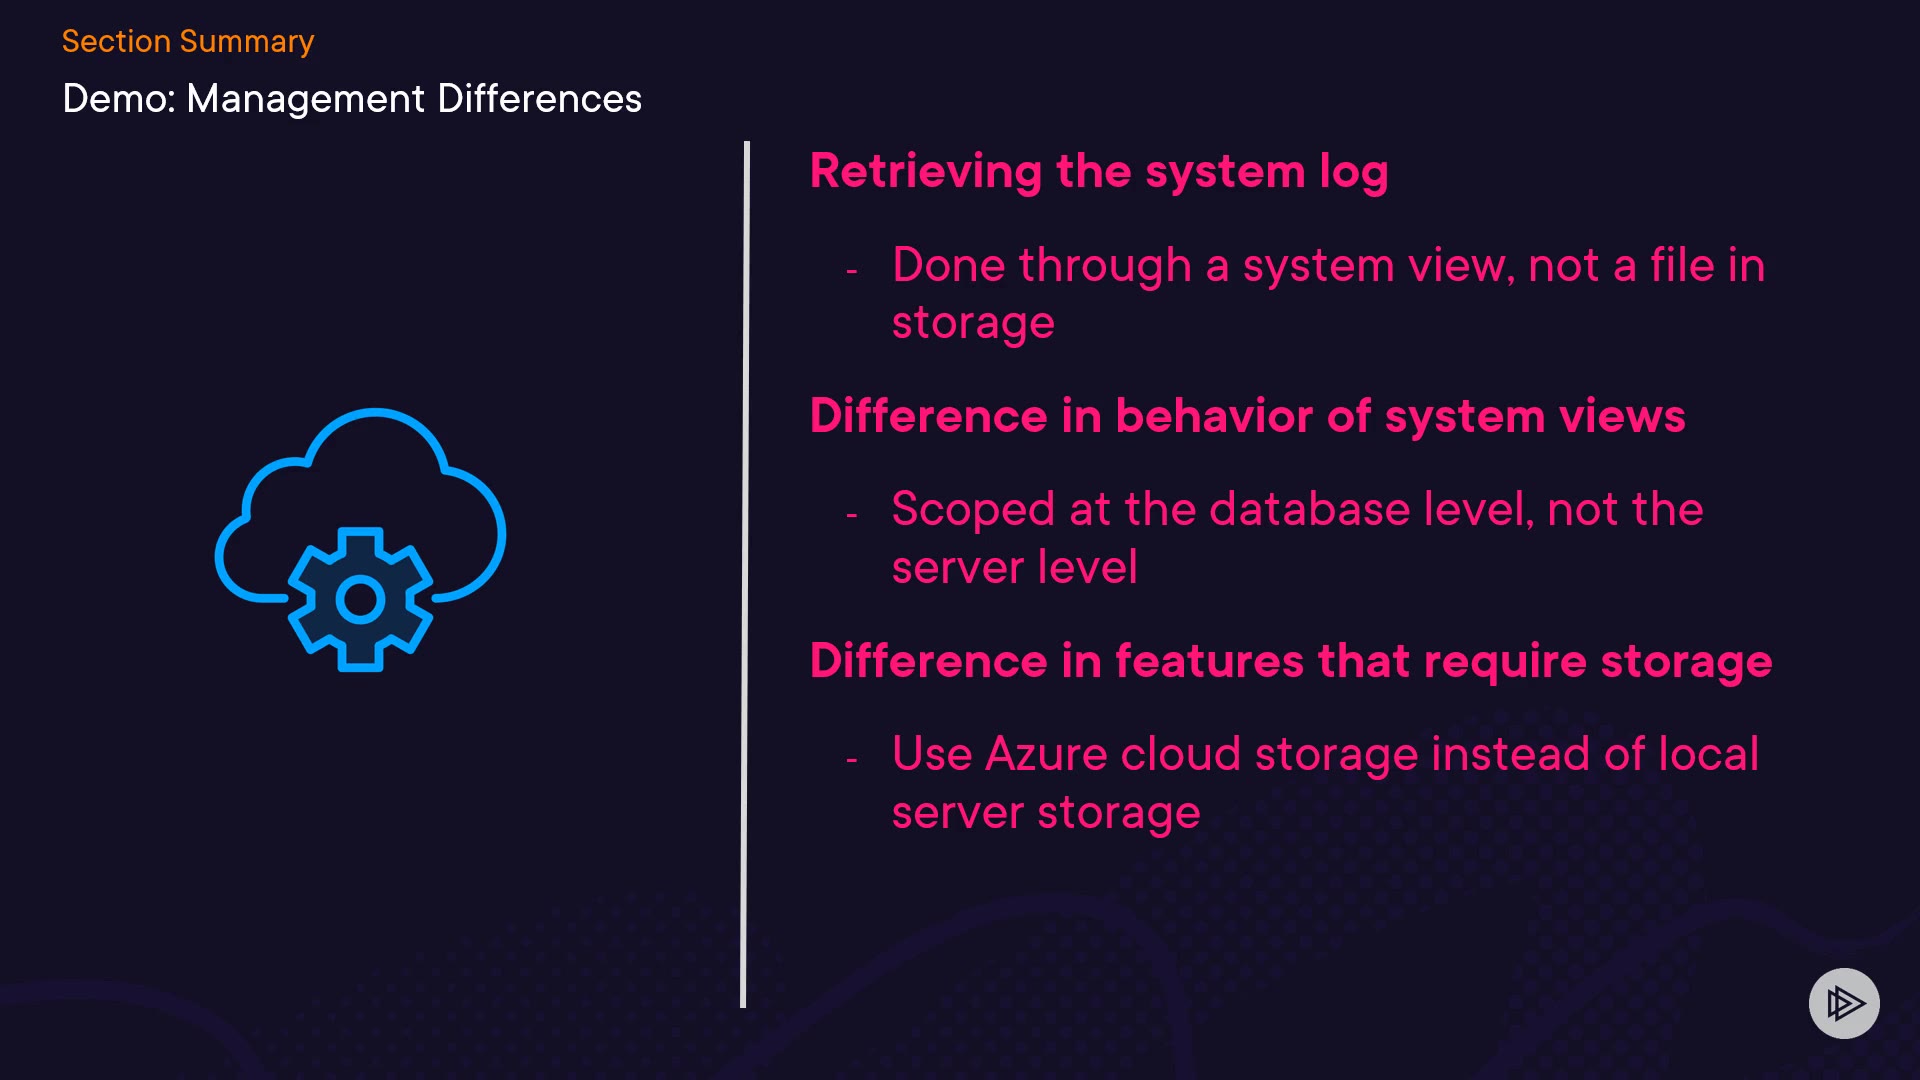 Section Summary
Demo: Management Differences
Retrieving the system log
- Done through a system view, not a file in
storage
Difference in behavior of system views
- Scoped at the database level, not the
server level
Difference in features that require storage
- Use Azure cloud storage instead of local
server storage